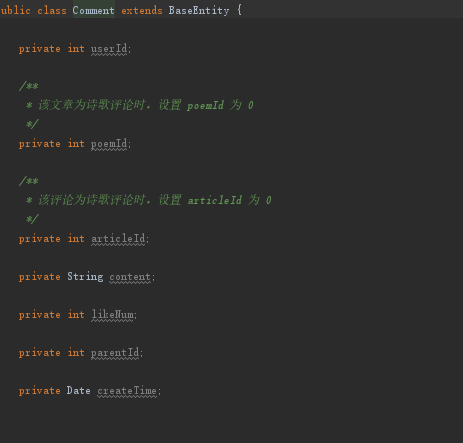 ublic class Comment extends BaseEntity {
private int userId;
/**
* 该文章为诗歌评论时，设置 poemId 为 0
*/
private int poemId;
/**
* 该评论为诗歌评论时，设置 articleId 为 0
*/
private int articleId;
private String content;
private int likeNum;
private int parentId;
private Date createTime;